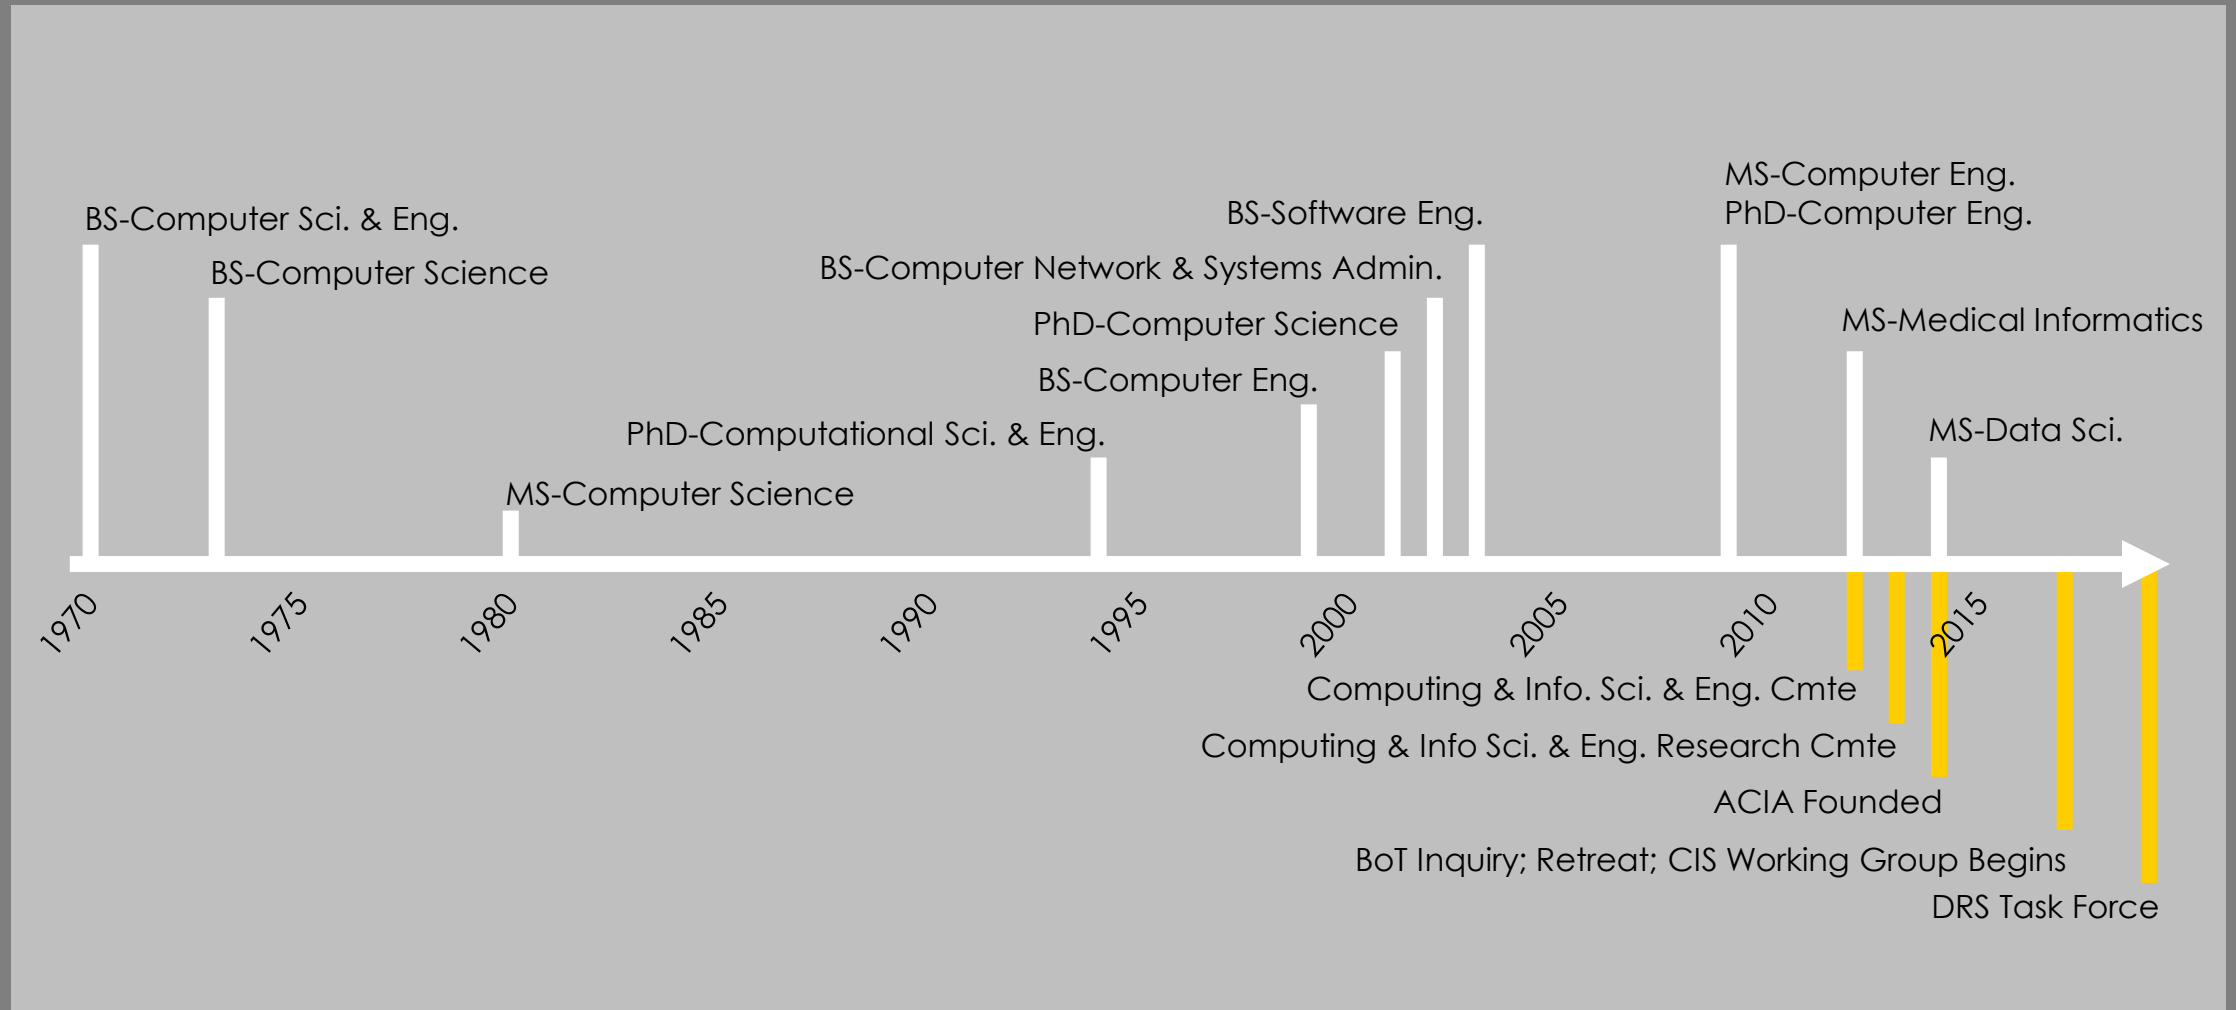 MS-Computer Eng.
PhD-Computer Eng.
BS-Computer Sci. & Eng.
BS-Software Eng.
BS-Computer Science
BS-Computer Network & Systems Admin.
PhD-Computer Science
MS-Medical Informatics
BS-Computer Eng.
PhD-Computational Sci. & Eng.
MS-Data Sci.
MS-Computer Science
1970
1975
1980
1985
1990
1995
2000
2005
2010
2015
Computing & Info. Sci. & Eng. Cmte
Computing & Info Sci. & Eng. Research Cmte
ACIA Founded
BoT Inquiry; Retreat; CIS Working Group Begins
DRS Task Force